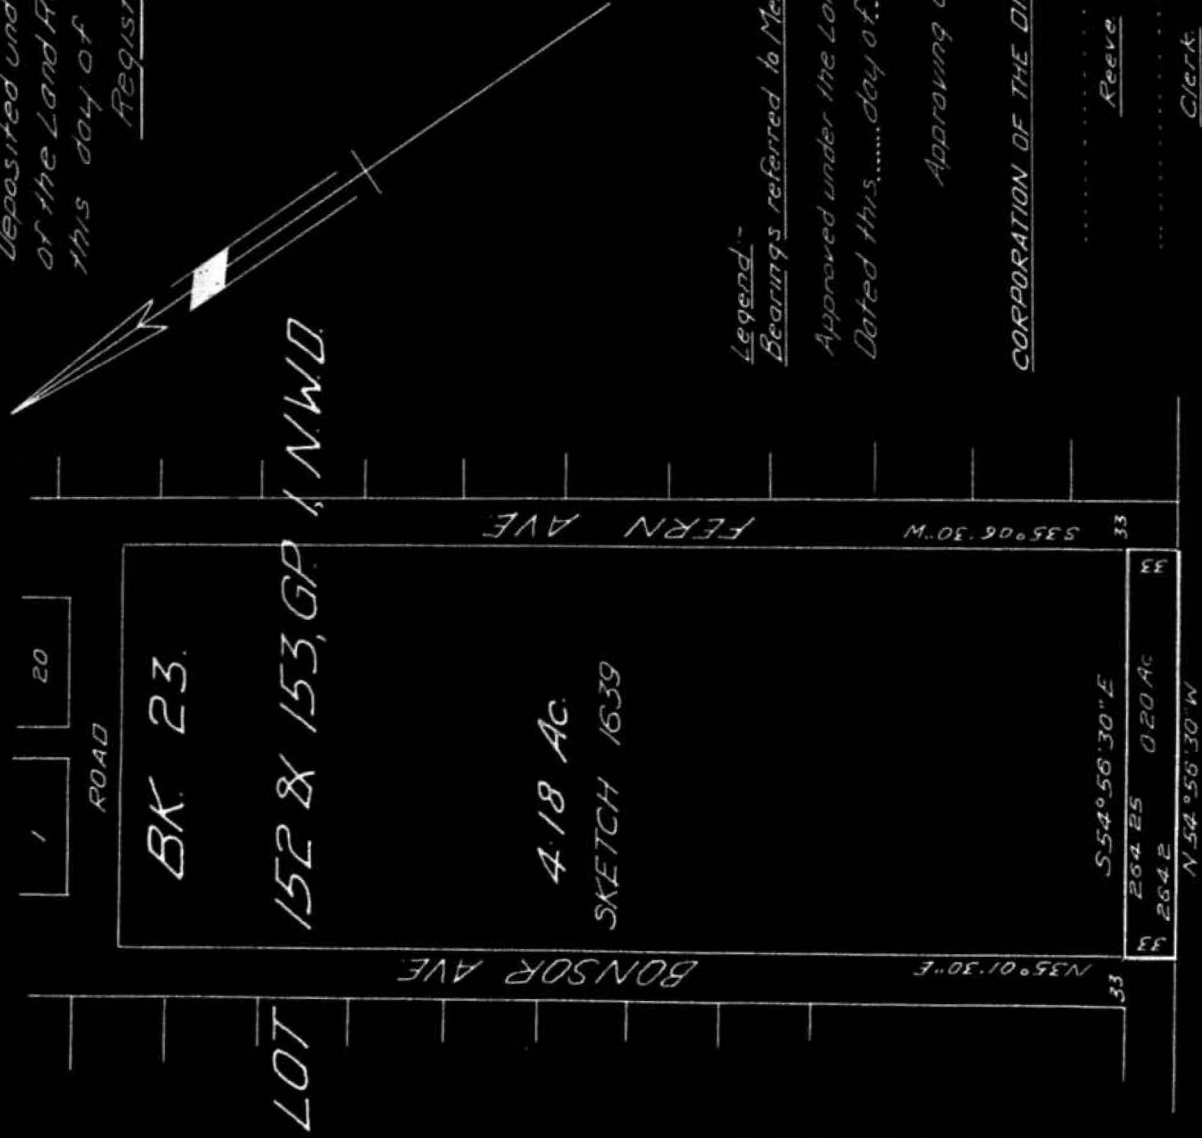 Deposited und
of the Land R
this day of
Regist
Legend:-
Bearings referred to Me
Approved under the La
Dated this......day of..
Approving
CORPORATION OF THE DI
Reeve
Clerk.
1
20
ROAD
BK. 23.
LOT 152 & 153, GP. 1, N.W.D.
4.18 Ac.
SKETCH 1639
FERN AVE
S35°06'30"W
33
BONSOR AVE.
N35°01'30"E
33
S54°56'30"E
33
264.25
0.20 Ac
33
264.2
N54°56'30"W